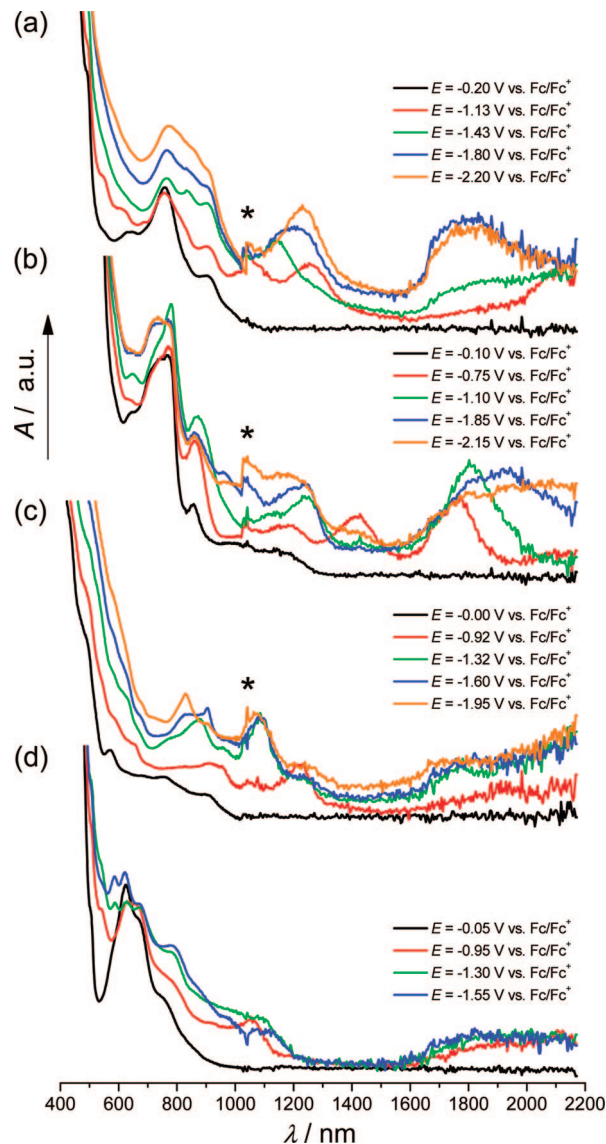 (a)
E = -0.20 V vs. Fc/Fc+
E = -1.13 V vs. Fc/Fc+
E = -1.43 V vs. Fc/Fc+
E = -1.80 V vs. Fc/Fc+
E = -2.20 V vs. Fc/Fc+
*
(b)
E = -0.10 V vs. Fc/Fc+
E = -0.75 V vs. Fc/Fc+
E = -1.10 V vs. Fc/Fc+
E = -1.85 V vs. Fc/Fc+
E = -2.15 V vs. Fc/Fc+
*
A / a.u.
(c)
E = -0.00 V vs. Fc/Fc+
E = -0.92 V vs. Fc/Fc+
E = -1.32 V vs. Fc/Fc+
E = -1.60 V vs. Fc/Fc+
E = -1.95 V vs. Fc/Fc+
*
(d)
E = -0.05 V vs. Fc/Fc+
E = -0.95 V vs. Fc/Fc+
E = -1.30 V vs. Fc/Fc+
E = -1.55 V vs. Fc/Fc+
400 600 800 1000 1200 1400 1600 1800 2000 2200
λ / nm